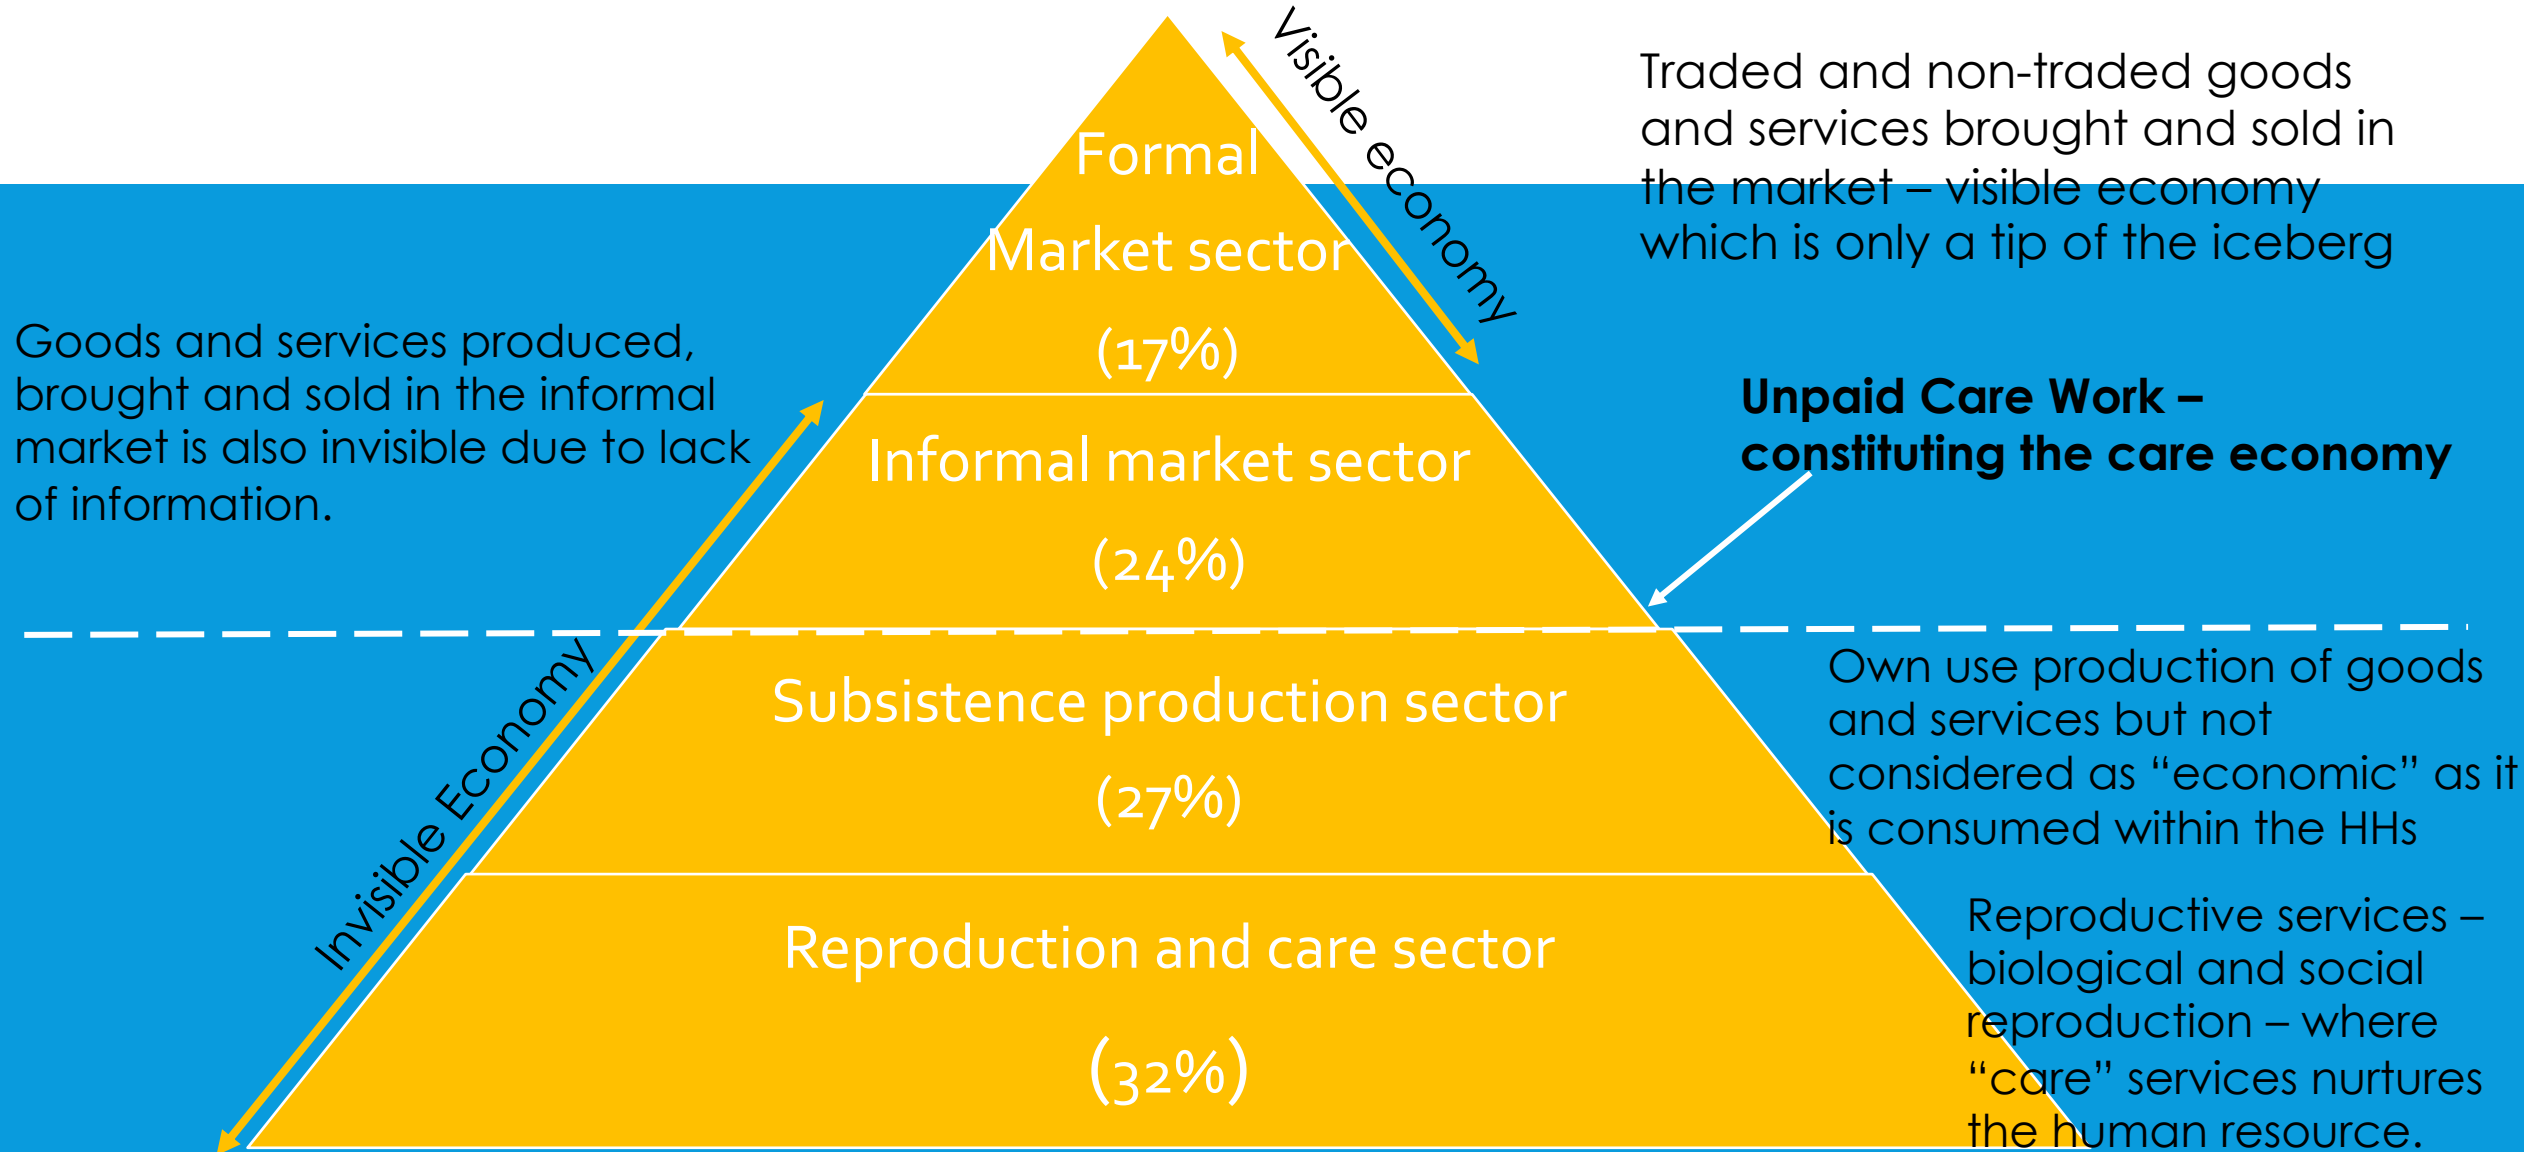 Visible economy
Traded and non-traded goods
and services brought and sold in
the market – visible economy
which is only a tip of the iceberg
Formal
Market sector
(17%)
Goods and services produced,
brought and sold in the informal
market is also invisible due to lack
of information.
Unpaid Care Work –
constituting the care economy
Informal market sector
(24%)
Invisible Economy
Subsistence production sector
(27%)
Own use production of goods
and services but not
considered as “economic” as it
is consumed within the HHs
Reproduction and care sector
(32%)
Reproductive services –
biological and social
reproduction – where
“care” services nurtures
the human resource.